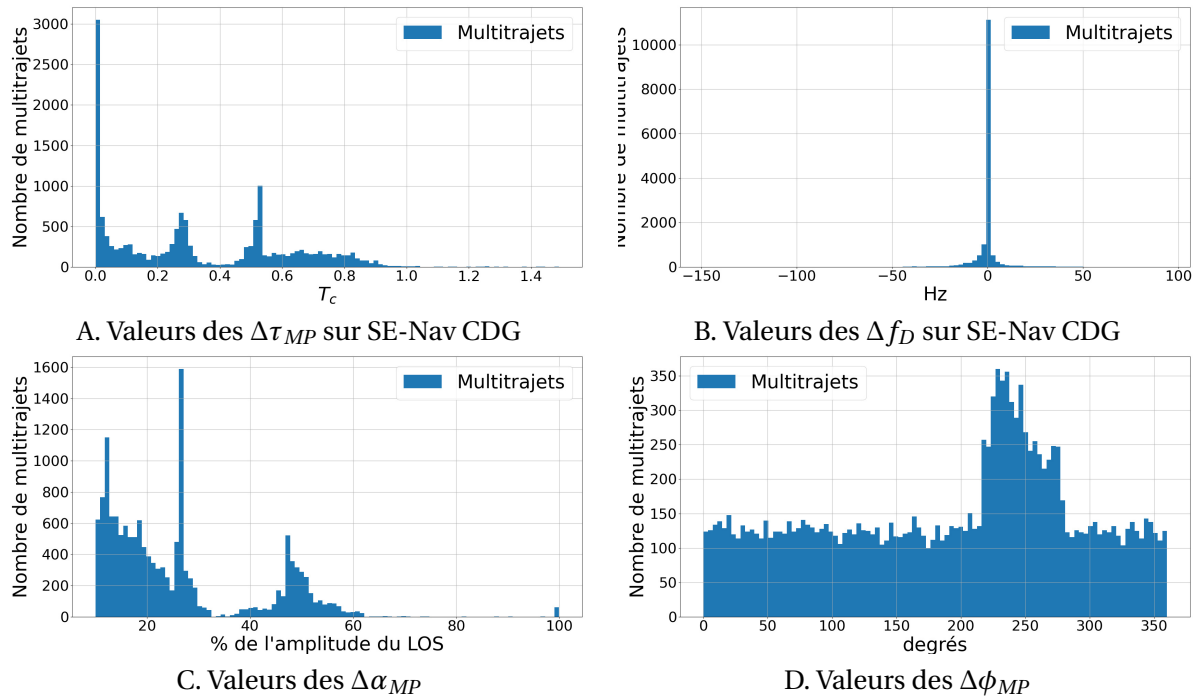 Nombre de multitrajets
3000
2500
2000
1500
1000
500
0
Multitrajets
0.0 0.2 0.4 0.6 0.8 1.0 1.2 1.4
T_c
A. Valeurs des Δτ_MP sur SE-Nav CDG
Nombre de multitrajets
10000
8000
6000
4000
2000
0
Multitrajets
−150 −100 −50 0 50 100
Hz
B. Valeurs des Δf_D sur SE-Nav CDG
Nombre de multitrajets
1600
1400
1200
1000
800
600
400
200
0
Multitrajets
20 40 60 80 100
% de l'amplitude du LOS
C. Valeurs des Δα_MP
Nombre de multitrajets
350
300
250
200
150
100
50
0
Multitrajets
0 50 100 150 200 250 300 350
degrés
D. Valeurs des Δϕ_MP